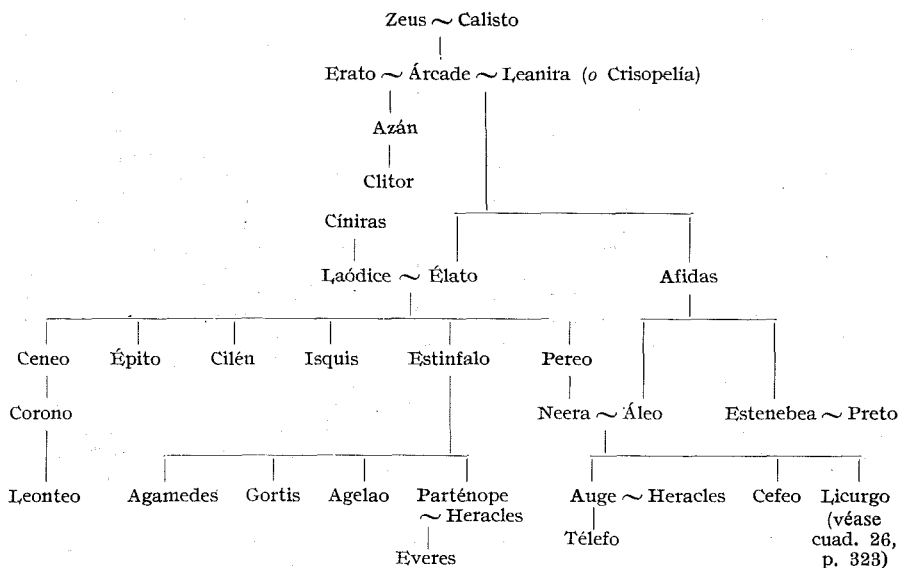 Zeus ~ Calisto
Erato ~ Árcade ~ Leanira (o Crisopelía)
Azán
Clitor
Cíniras
Laódice ~ Élato Afidas
Ceneo Épito Cilén Isquis Estinfalo Pereo
Corono Neera ~ Áleo Estenebea ~ Preto
Leonteo Agamedes Gortis Agelao Parténope Auge ~ Heracles Cefeo Licurgo
~ Heracles (véase
Télefo cuad. 26,
Everes p. 323)